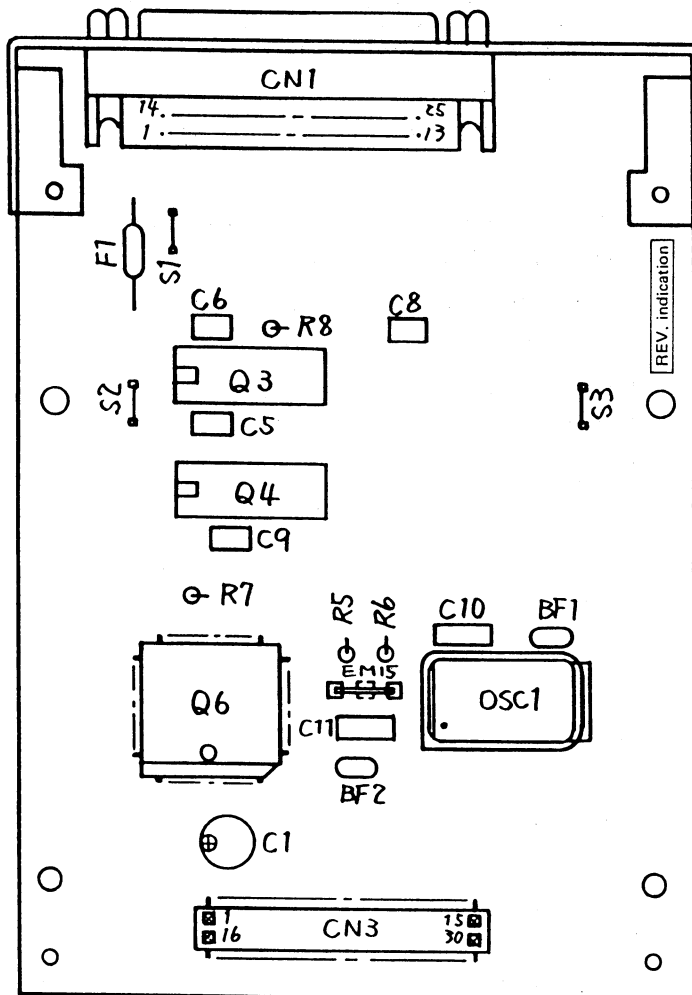 CN1
14 25
1 13
F1
S1
REV. indication
C6
R8
C8
Q3
S2
S3
C5
Q4
C9
R7
R5
R6
C10
BF1
EMI5
Q6
OSC1
C11
BF2
C1
1 15
CN3
16 30